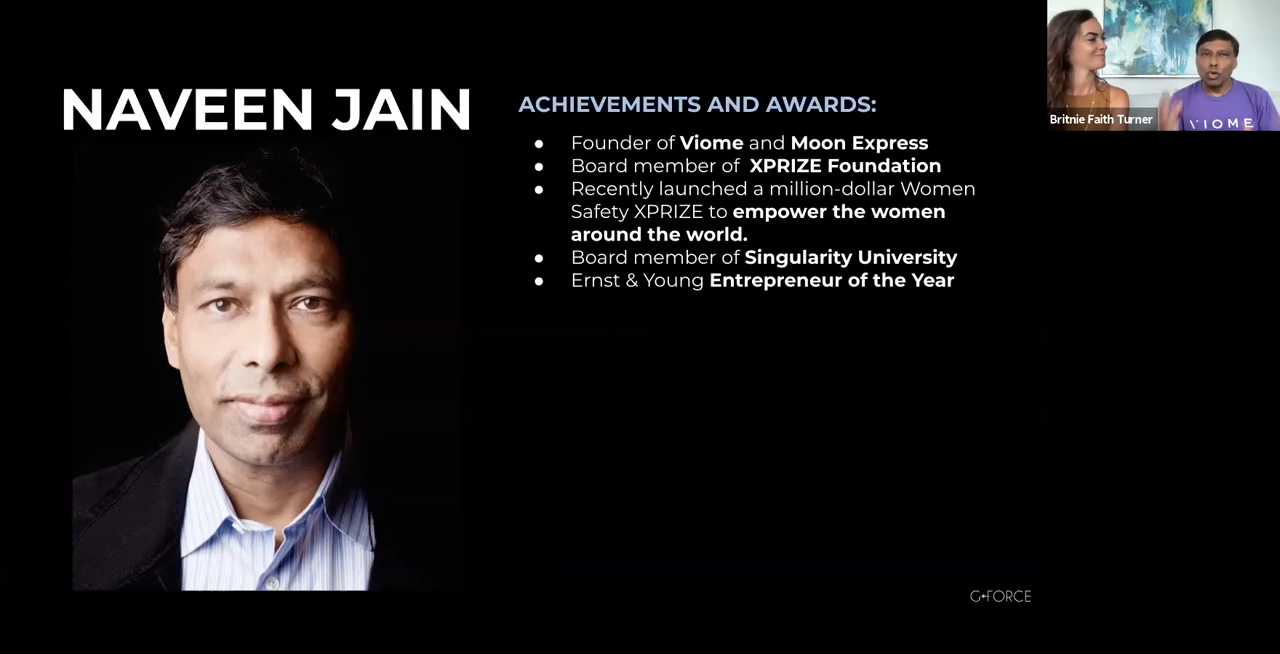 NAVEEN JAIN
ACHIEVEMENTS AND AWARDS:
● Founder of Viome and Moon Express
● Board member of XPRIZE Foundation
● Recently launched a million-dollar Women
Safety XPRIZE to empower the women
around the world.
● Board member of Singularity University
● Ernst & Young Entrepreneur of the Year
Britnie Faith Turner
VIOME
G+FORCE